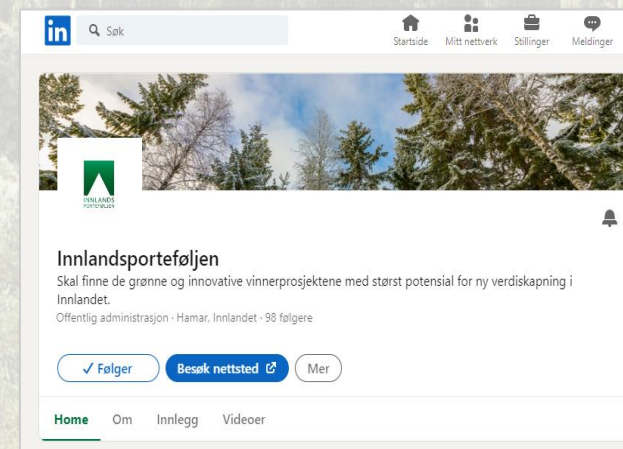 in
Søk
Startside Mitt nettverk Stillinger Meldinger
INNLANDS
PORTEFØLJEN
Innlandsporteføljen
Skal finne de grønne og innovative vinnerprosjektene med størst potensial for ny verdiskapning i
Innlandet.
Offentlig administrasjon · Hamar, Innlandet · 98 følgere
✓ Følger Besøk nettsted Mer
Home Om Innlegg Videoer